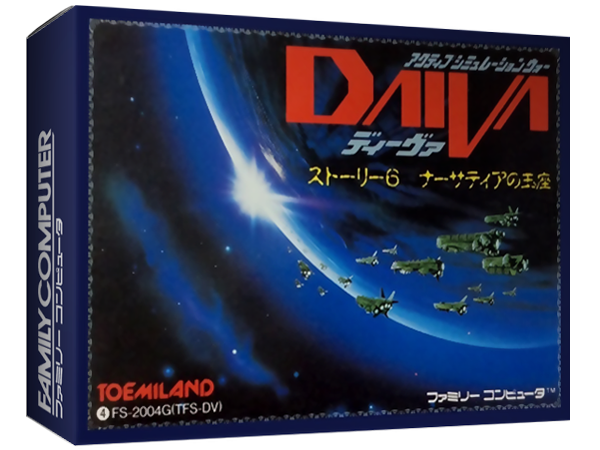 FAMILY COMPUTER
ファミリー コンピュータ
アクティブ シミュレーションウォー
DAIVA
ディーヴァ
ストーリー6 ナーサティアの玉座
TOEMILAND
4 FS-2004G(TFS-DV)
ファミリー コンピュータ™